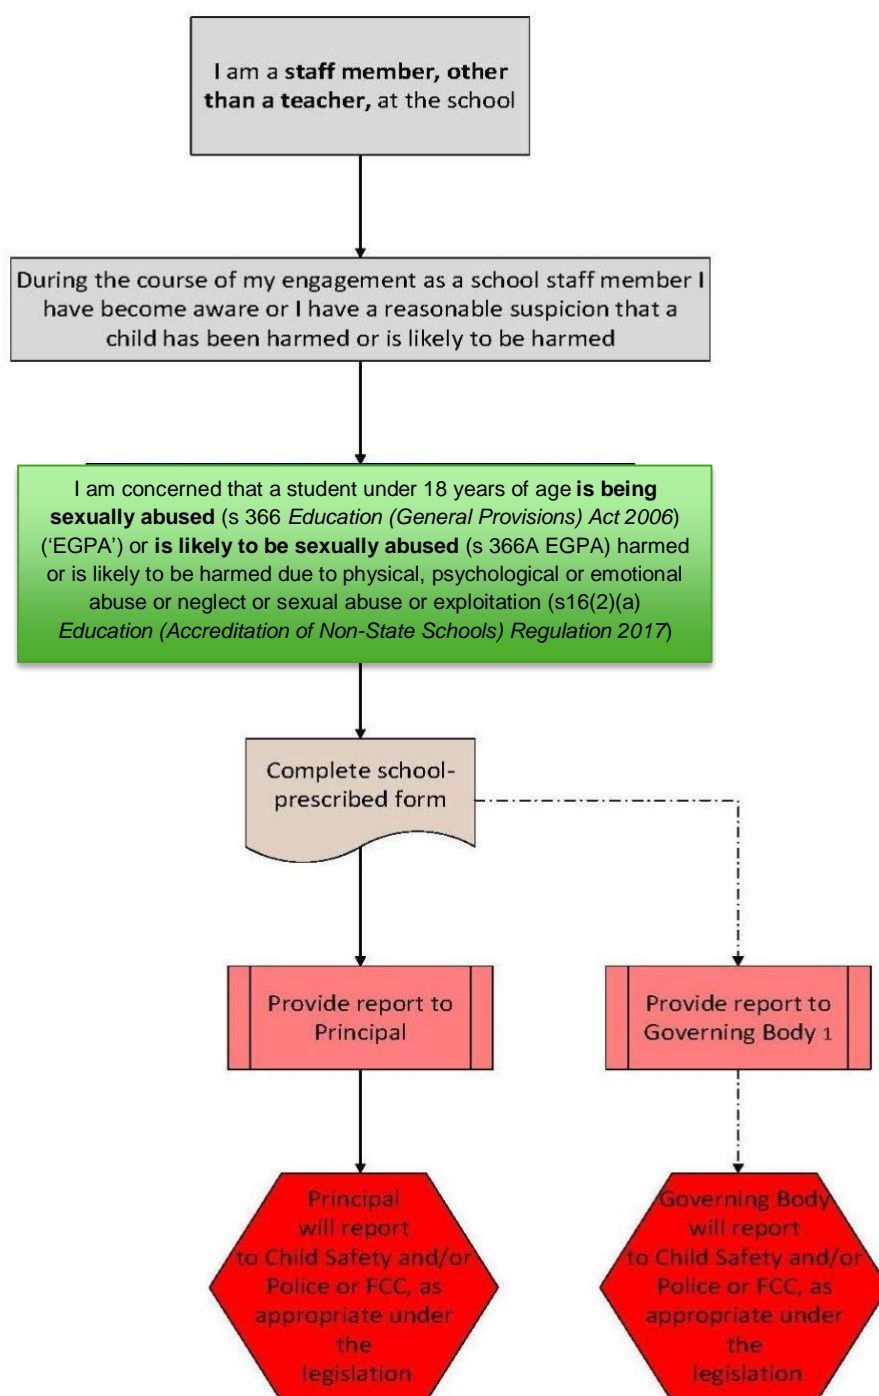 I am a staff member, other
than a teacher, at the school
During the course of my engagement as a school staff member I
have become aware or I have a reasonable suspicion that a
child has been harmed or is likely to be harmed
I am concerned that a student under 18 years of age is being
sexually abused (s 366 Education (General Provisions) Act 2006)
(‘EGPA’) or is likely to be sexually abused (s 366A EGPA) harmed
or is likely to be harmed due to physical, psychological or emotional
abuse or neglect or sexual abuse or exploitation (s16(2)(a)
Education (Accreditation of Non-State Schools) Regulation 2017)
Complete school-
prescribed form
Provide report to
Principal
Provide report to
Governing Body 1
Principal
will report
to Child Safety and/or
Police or FCC, as
appropriate under
the
legislation
Governing Body
will report
to Child Safety and/or
Police or FCC, as
appropriate under
the
legislation